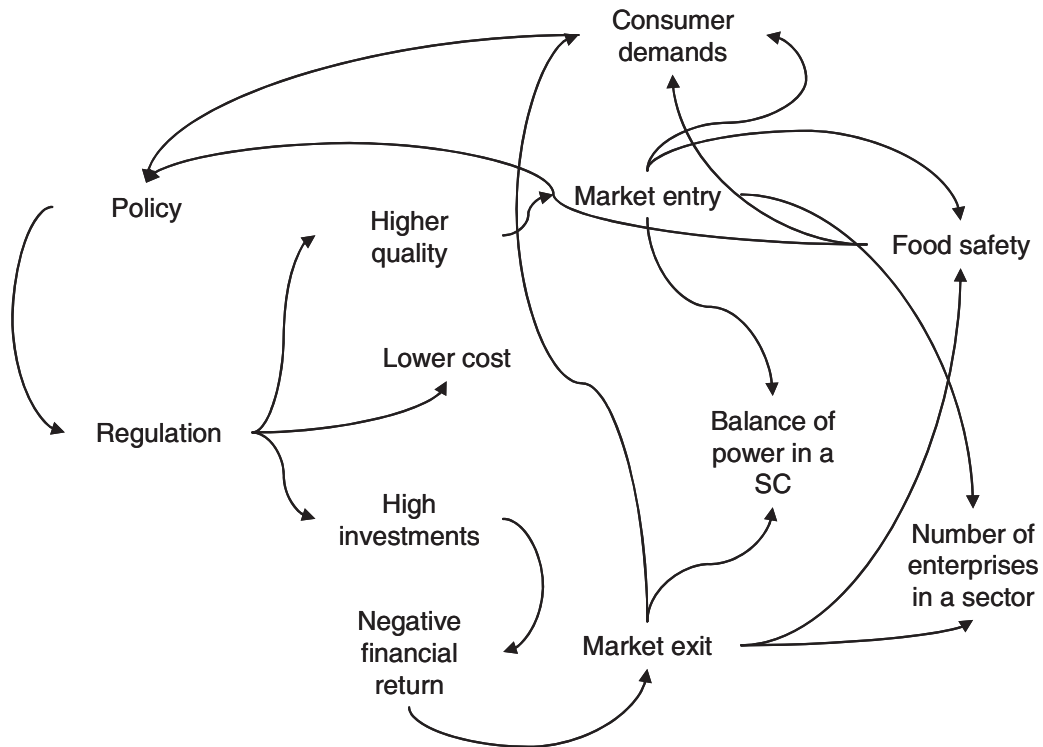 Consumer
demands
Policy
Higher
quality
Market entry
Food safety
Lower cost
Regulation
Balance of
power in a
SC
High
investments
Number of
enterprises
in a sector
Negative
financial
return
Market exit